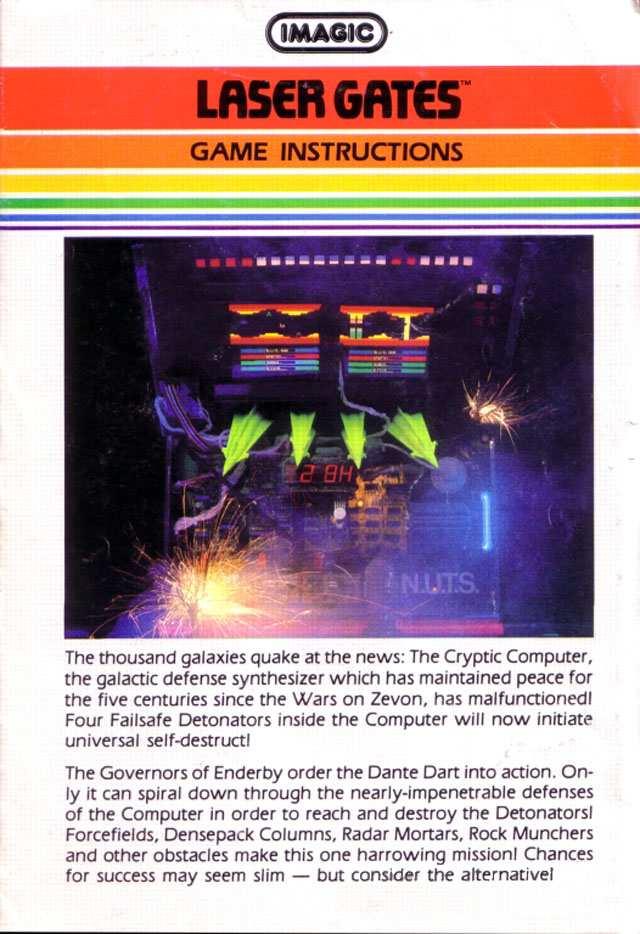 IMAGIC
LASER GATES™
GAME INSTRUCTIONS
2 8H
N.U.T.S.
The thousand galaxies quake at the news: The Cryptic Computer,
the galactic defense synthesizer which has maintained peace for
the five centuries since the Wars on Zevon, has malfunctioned!
Four Failsafe Detonators inside the Computer will now initiate
universal self-destruct!
The Governors of Enderby order the Dante Dart into action. On-
ly it can spiral down through the nearly-impenetrable defenses
of the Computer in order to reach and destroy the Detonators!
Forcefields, Densepack Columns, Radar Mortars, Rock Munchers
and other obstacles make this one harrowing mission! Chances
for success may seem slim — but consider the alternative!